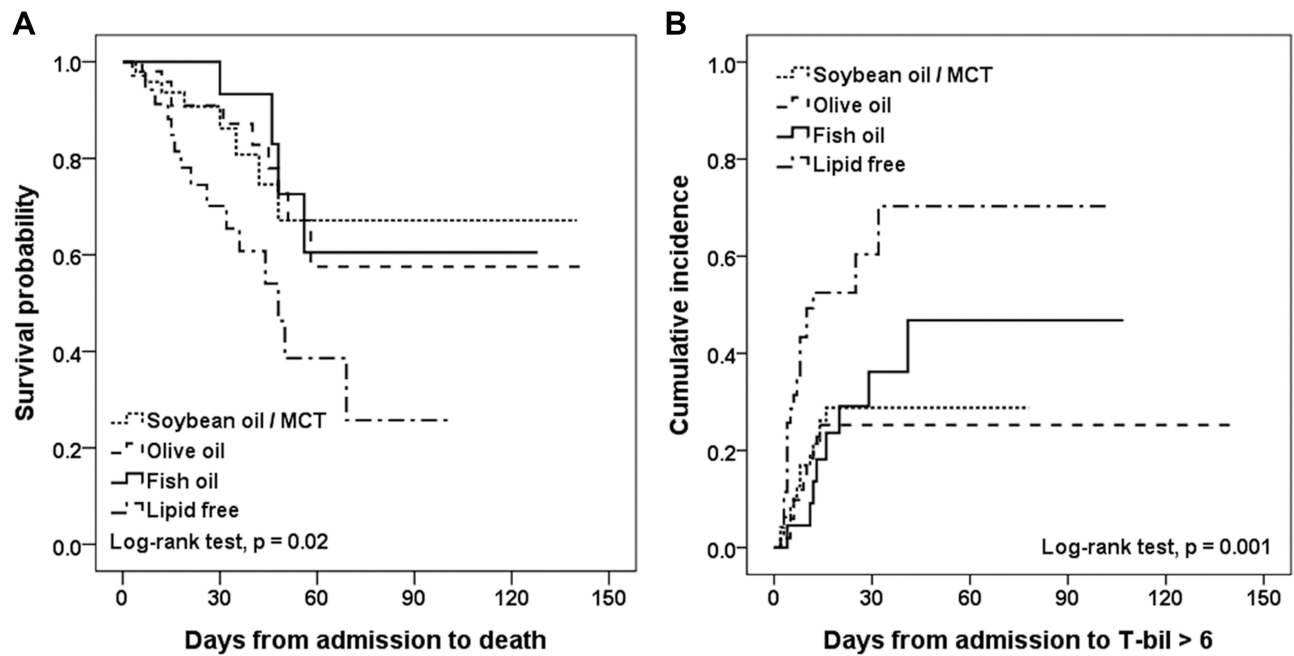 A
Survival probability
1.0
0.8
0.6
0.4
0.2
0.0
Soybean oil / MCT
Olive oil
Fish oil
Lipid free
Log-rank test, p = 0.02
0 30 60 90 120 150
Days from admission to death
B
Cumulative incidence
1.0
0.8
0.6
0.4
0.2
0.0
Soybean oil / MCT
Olive oil
Fish oil
Lipid free
Log-rank test, p = 0.001
0 30 60 90 120 150
Days from admission to T-bil > 6